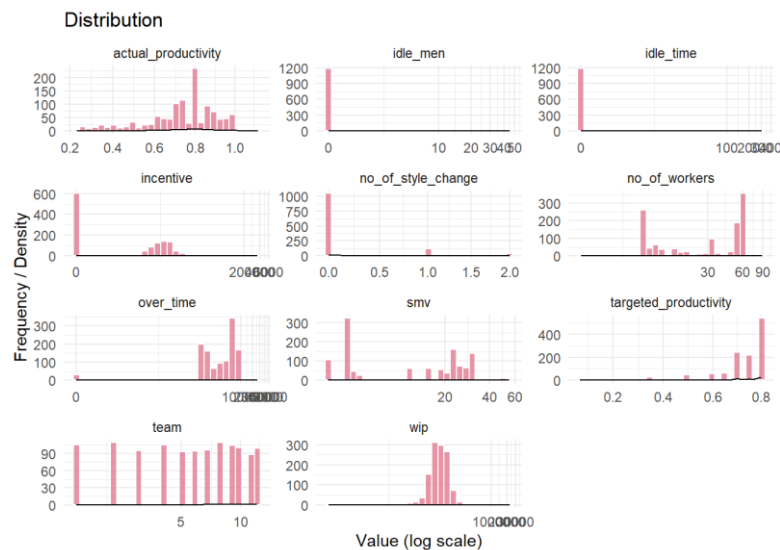 Distribution
actual_productivity idle_men idle_time
200 150 100 50 0
0.2 0.4 0.6 0.8 1.0
1200 900 600 300 0
0 10 20 30 40 50
1200 900 600 300 0
0 100
incentive no_of_style_change no_of_workers
600 400 200 0
0
1000 750 500 250 0
0.0 0.5 1.0 1.5 2.0
300 200 100 0
30 60 90
over_time smv targeted_productivity
300 200 100 0
0
300 200 100 0
20 40 60
400 200 0
0.2 0.4 0.6 0.8
team wip
90 60 30 0
5 10
300 200 100 0
Frequency / Density
Value (log scale)